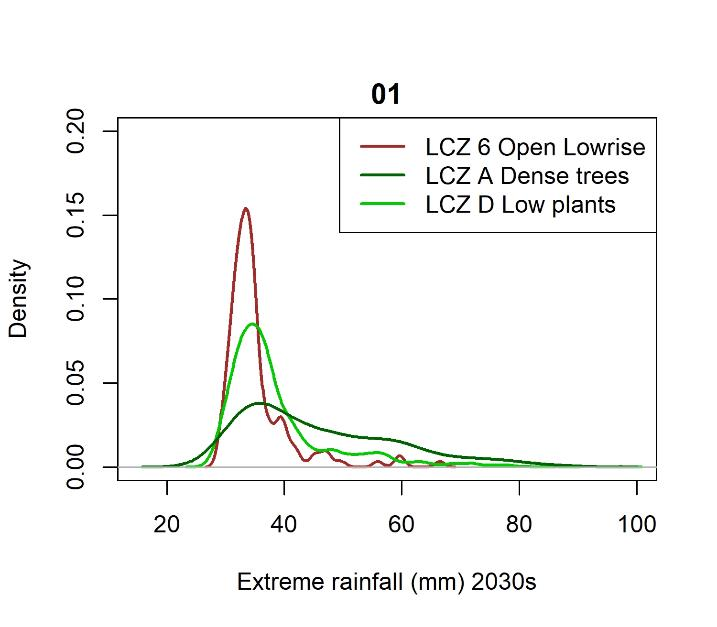 01
LCZ 6 Open Lowrise
LCZ A Dense trees
LCZ D Low plants
Density
0.20
0.15
0.10
0.05
0.00
20 40 60 80 100
Extreme rainfall (mm) 2030s